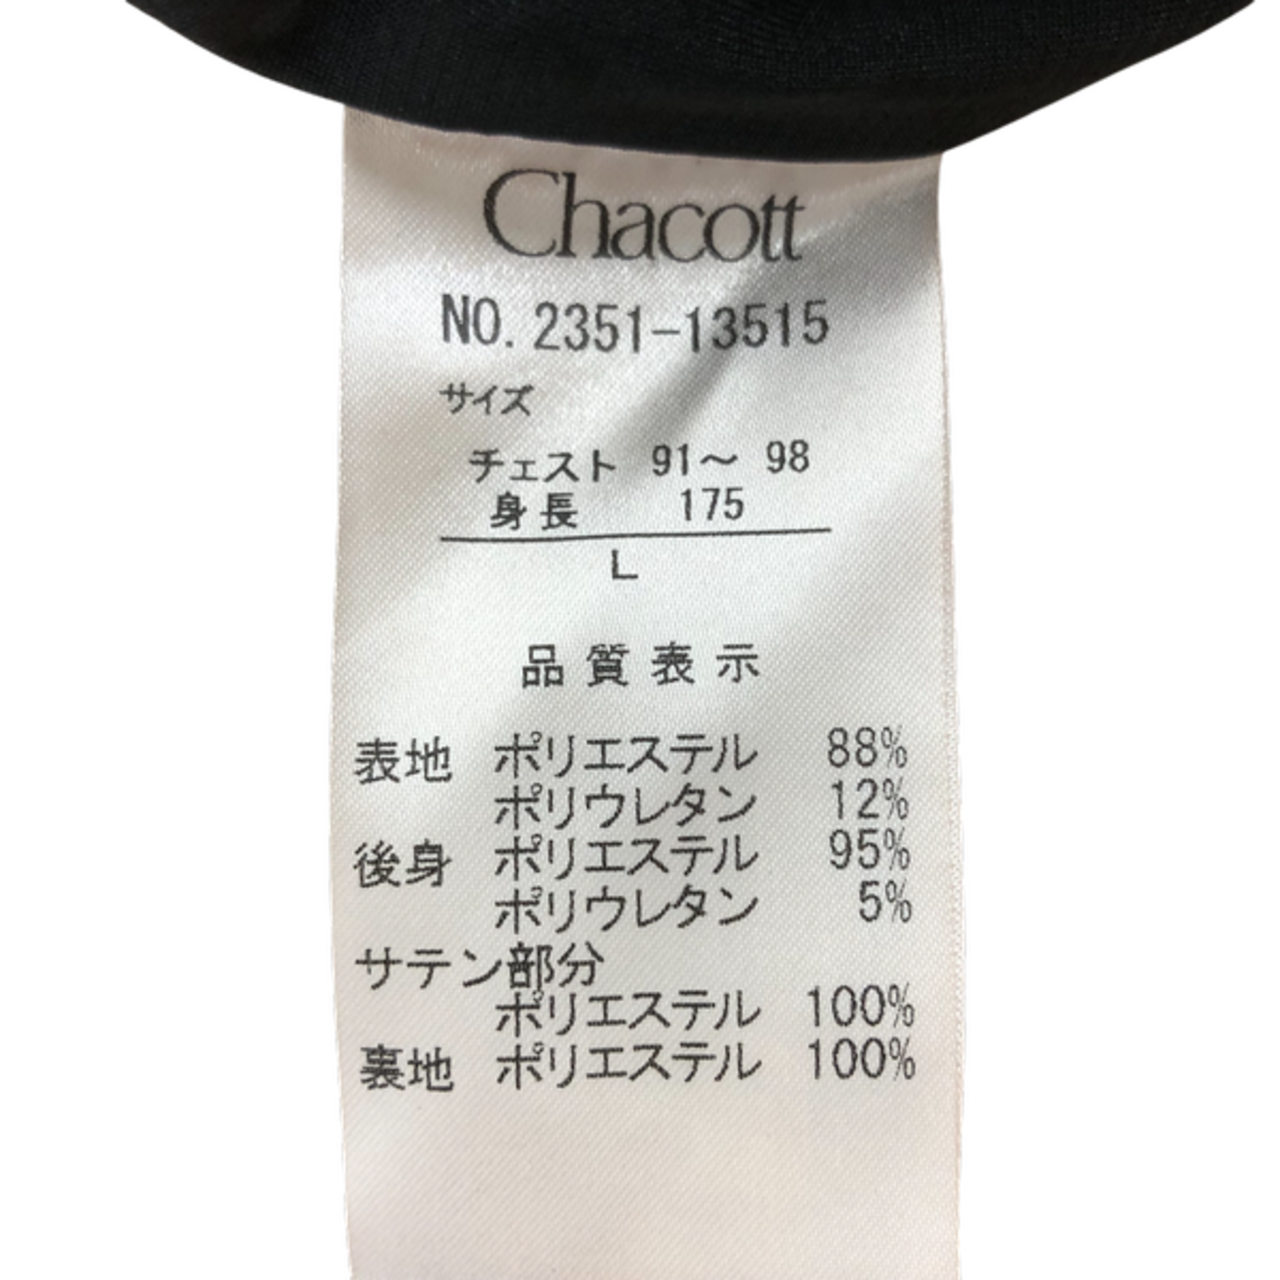 Chacott
NO. 2351-13515
サイズ
チェスト 91〜 98
身長 175
L
品質表示
表地 ポリエステル 88%
ポリウレタン 12%
後身 ポリエステル 95%
ポリウレタン 5%
サテン部分
ポリエステル 100%
裏地 ポリエステル 100%